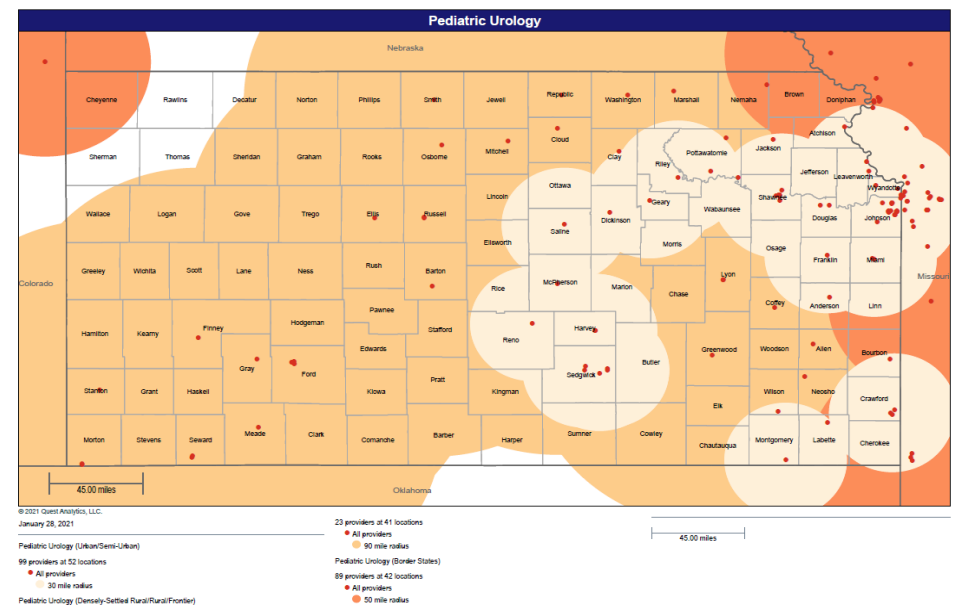 Pediatric Urology
Nebraska
Cheyenne Rawlins Decatur Norton Phillips Smith Jewell Republic Washington Marshall Nemaha Brown Doniphan
Atchison
Sherman Thomas Sheridan Graham Rooks Osborne Mitchell Cloud Clay Riley Pottawatomie Jackson
Jefferson Leavenworth
Wyandotte
Wallace Logan Gove Trego Ellis Russell Lincoln Ottawa Saline Dickinson Geary Wabaunsee Shawnee Douglas Johnson
Ellsworth Morris Osage
Greeley Wichita Scott Lane Ness Rush Barton Rice McPherson Marion Chase Lyon Franklin Miami
Colorado Missouri
Pawnee Coffey Anderson Linn
Hamilton Kearny Finney Hodgeman Stafford Reno Harvey
Edwards Greenwood Woodson Allen Bourbon
Gray Ford Sedgwick Butler
Stanton Grant Haskell Kiowa Pratt Kingman Elk Wilson Neosho Crawford
Morton Stevens Seward Meade Clark Comanche Barber Harper Sumner Cowley Chautauqua Montgomery Labette Cherokee
45.00 miles
Oklahoma
© 2021 Quest Analytics, LLC.
January 28, 2021
Pediatric Urology (Urban/Semi-Urban)
99 providers at 52 locations
All providers
30 mile radius
Pediatric Urology (Densely-Settled Rural/Rural/Frontier)
23 providers at 41 locations
All providers
90 mile radius
Pediatric Urology (Border States)
89 providers at 42 locations
All providers
50 mile radius
45.00 miles